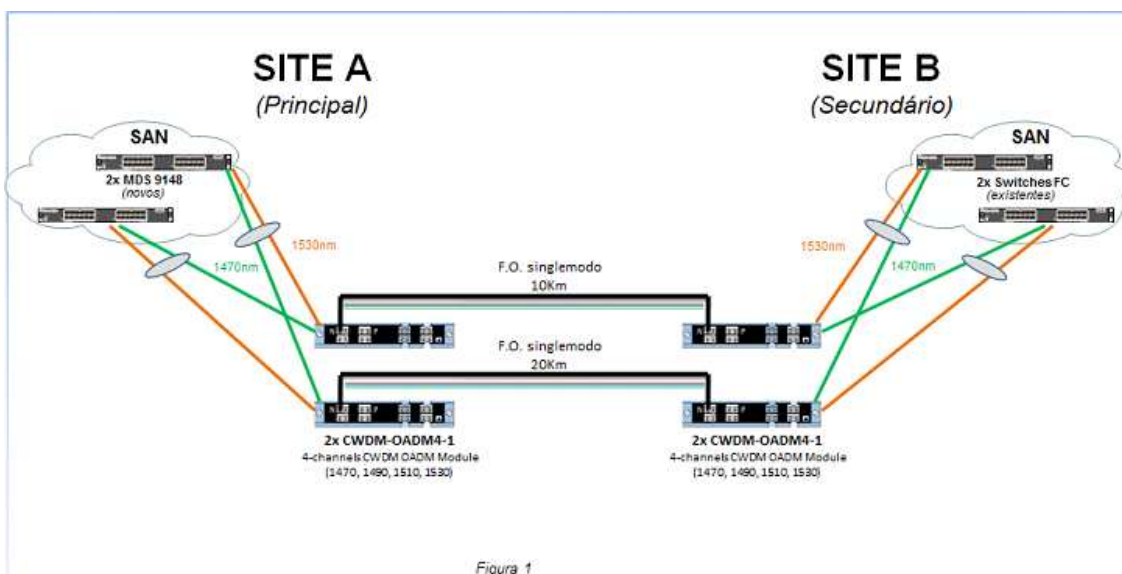 SITE A
(Principal)
SITE B
(Secundário)
SAN
2x MDS 9148
(novos)
SAN
2x Switches FC
(existentes)
1530nm
1470nm
1530nm
1470nm
F.O. singlemodo
10Km
F.O. singlemodo
20Km
2x CWDM-OADM4-1
4-channels CWDM OADM Module
(1470, 1490, 1510, 1530)
2x CWDM-OADM4-1
4-channels CWDM OADM Module
(1470, 1490, 1510, 1530)
Figura 1